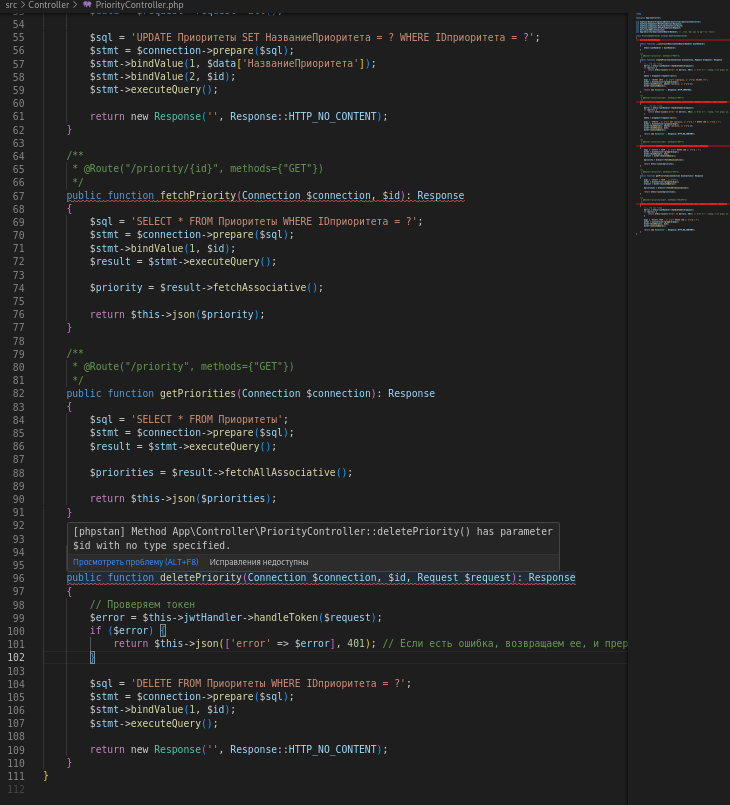 src > Controller > PriorityController.php
53
54
55 $sql = 'UPDATE Приоритеты SET НазваниеПриоритета = ? WHERE IDприоритета = ?';
56 $stmt = $connection->prepare($sql);
57 $stmt->bindValue(1, $data['НазваниеПриоритета']);
58 $stmt->bindValue(2, $id);
59 $stmt->executeQuery();
60
61 return new Response('', Response::HTTP_NO_CONTENT);
62 }
63
64 /**
65 * @Route("/priority/{id}", methods={"GET"})
66 */
67 public function fetchPriority(Connection $connection, $id): Response
68 {
69 $sql = 'SELECT * FROM Приоритеты WHERE IDприоритета = ?';
70 $stmt = $connection->prepare($sql);
71 $stmt->bindValue(1, $id);
72 $result = $stmt->executeQuery();
73
74 $priority = $result->fetchAssociative();
75
76 return $this->json($priority);
77 }
78
79 /**
80 * @Route("/priority", methods={"GET"})
81 */
82 public function getPriorities(Connection $connection): Response
83 {
84 $sql = 'SELECT * FROM Приоритеты';
85 $stmt = $connection->prepare($sql);
86 $result = $stmt->executeQuery();
87
88 $priorities = $result->fetchAllAssociative();
89
90 return $this->json($priorities);
91 }
92 [phpstan] Method App\Controller\PriorityController::deletePriority() has parameter
93 $id with no type specified.
94
95 Просмотреть проблему (ALT+F8) Исправления недоступны
96 public function deletePriority(Connection $connection, $id, Request $request): Response
97 {
98 // Проверяем токен
99 $error = $this->jwtHandler->handleToken($request);
100 if ($error) {
101 return $this->json(['error' => $error], 401); // Если есть ошибка, возвращаем ее, и прер
102 }
103
104 $sql = 'DELETE FROM Приоритеты WHERE IDприоритета = ?';
105 $stmt = $connection->prepare($sql);
106 $stmt->bindValue(1, $id);
107 $stmt->executeQuery();
108
109 return new Response('', Response::HTTP_NO_CONTENT);
110 }
111 }
112